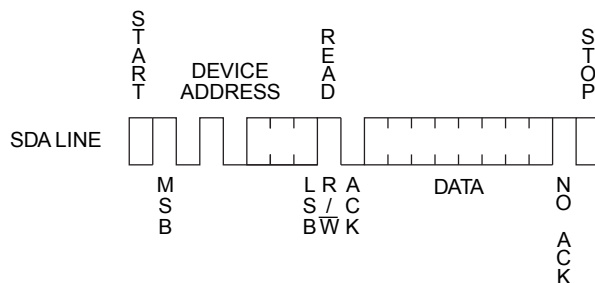 START
READ
STOP
DEVICE
ADDRESS
SDA LINE
MSB
LSB
R/W
ACK
DATA
NO ACK